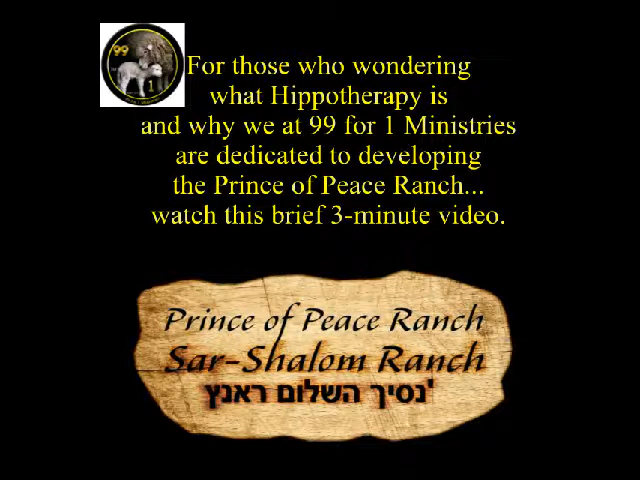 99
1
For those who wondering
what Hippotherapy is
and why we at 99 for 1 Ministries
are dedicated to developing
the Prince of Peace Ranch...
watch this brief 3-minute video.
Prince of Peace Ranch
Sar-Shalom Ranch
נסיך השלום ראנץ'